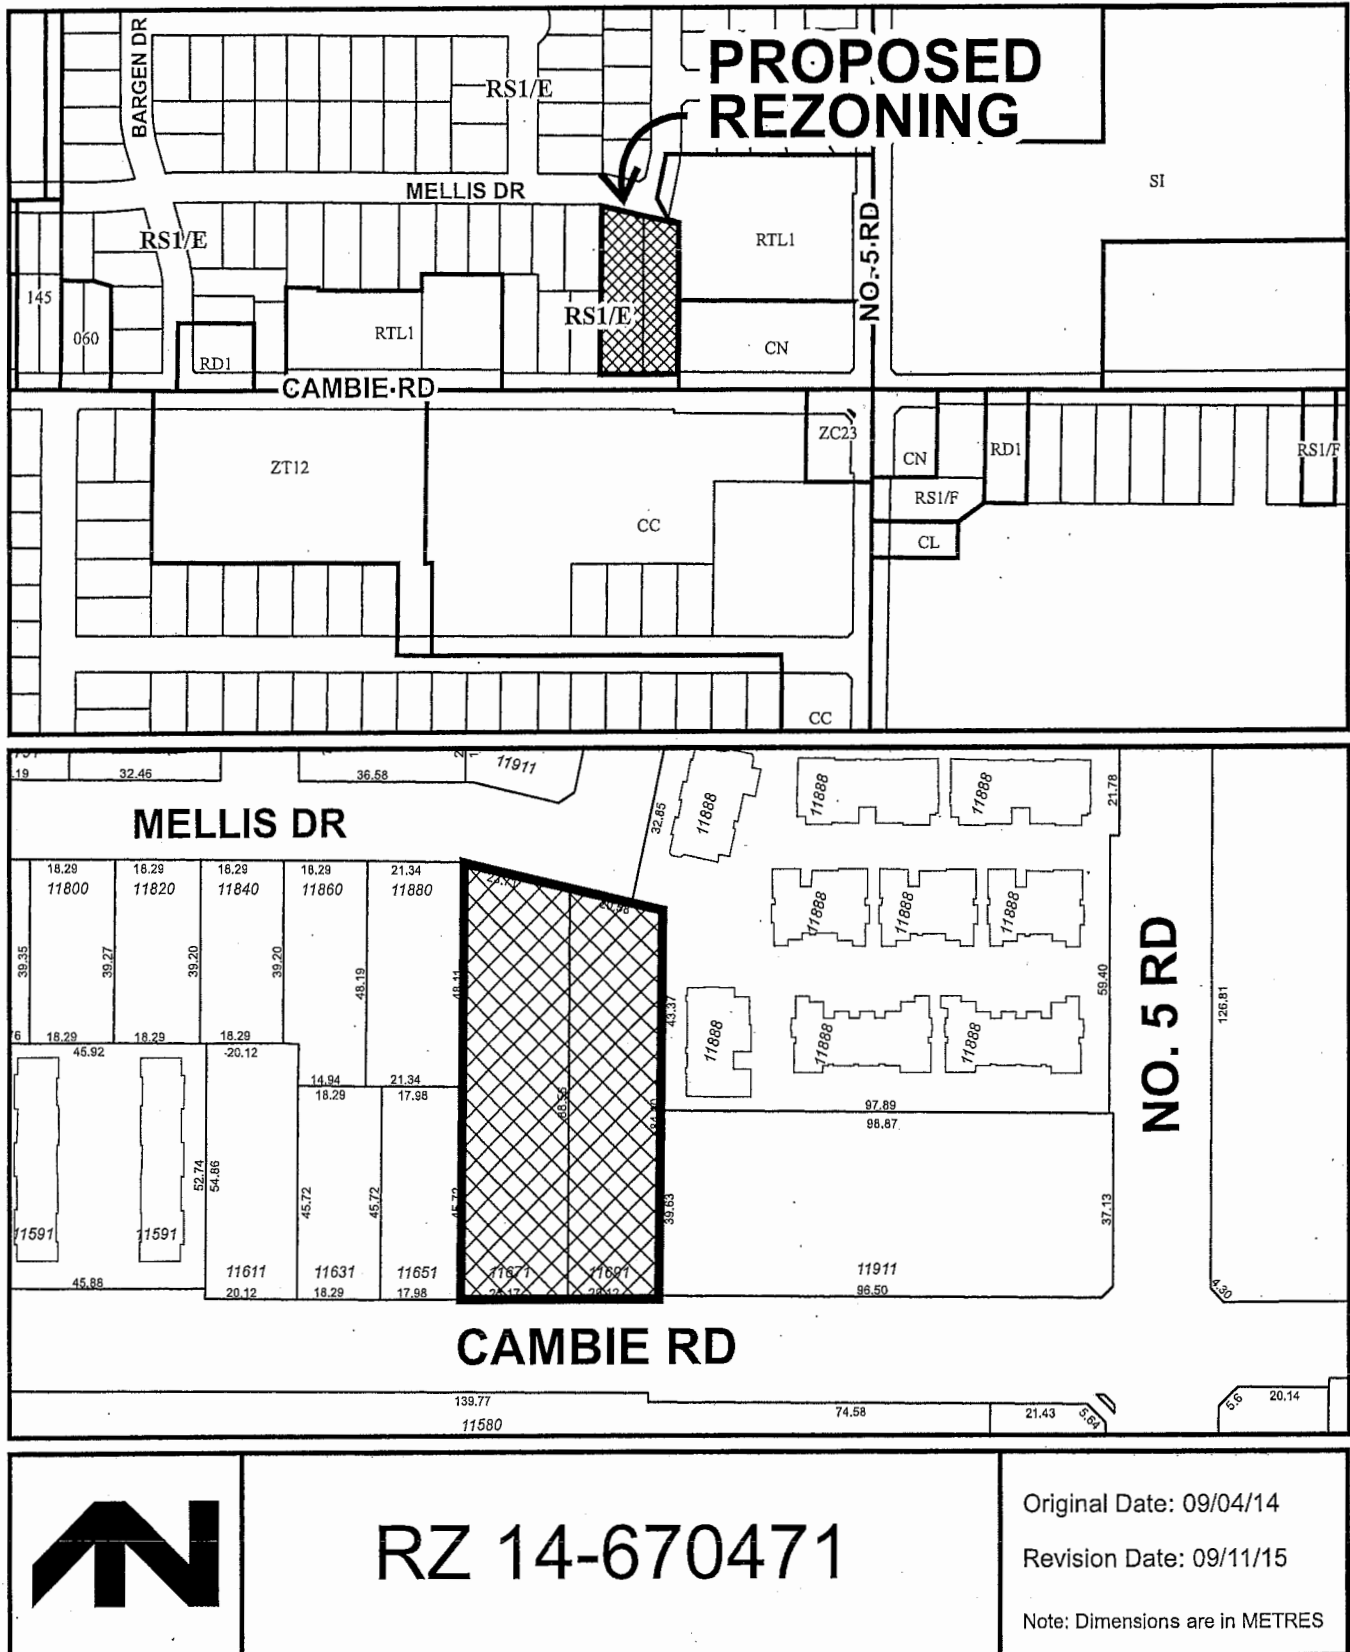 BARGEN DR
RS1/E
PROPOSED
REZONING
MELLIS DR
SI
RS1/E
RTL1
NO. 5 RD
145
060
RD1
RTL1
RS1/E
CN
CAMBIE RD
ZT12
CC
ZC23
CN
RD1
RS1/F
RS1/F
CL
CC
.19
32.46
36.58
11911
MELLIS DR
32.85
11888
11888
11888
21.78
18.29
18.29
18.29
18.29
21.34
11800
11820
11840
11860
11880
20.98
11888
11888
11888
39.35
39.27
39.20
39.20
48.19
48.11
43.37
59.40
NO. 5 RD
126.81
11888
11888
11888
76
18.29
18.29
18.29
45.92
20.12
14.94
21.34
18.29
17.98
97.89
98.87
52.74
54.86
45.72
45.72
45.72
39.63
37.13
11591
11591
11611
11631
11651
11671
11691
11911
45.88
20.12
18.29
17.98
96.50
4.30
CAMBIE RD
139.77
74.58
21.43
5.64
5.6
20.14
11580
RZ 14-670471
Original Date: 09/04/14
Revision Date: 09/11/15
Note: Dimensions are in METRES